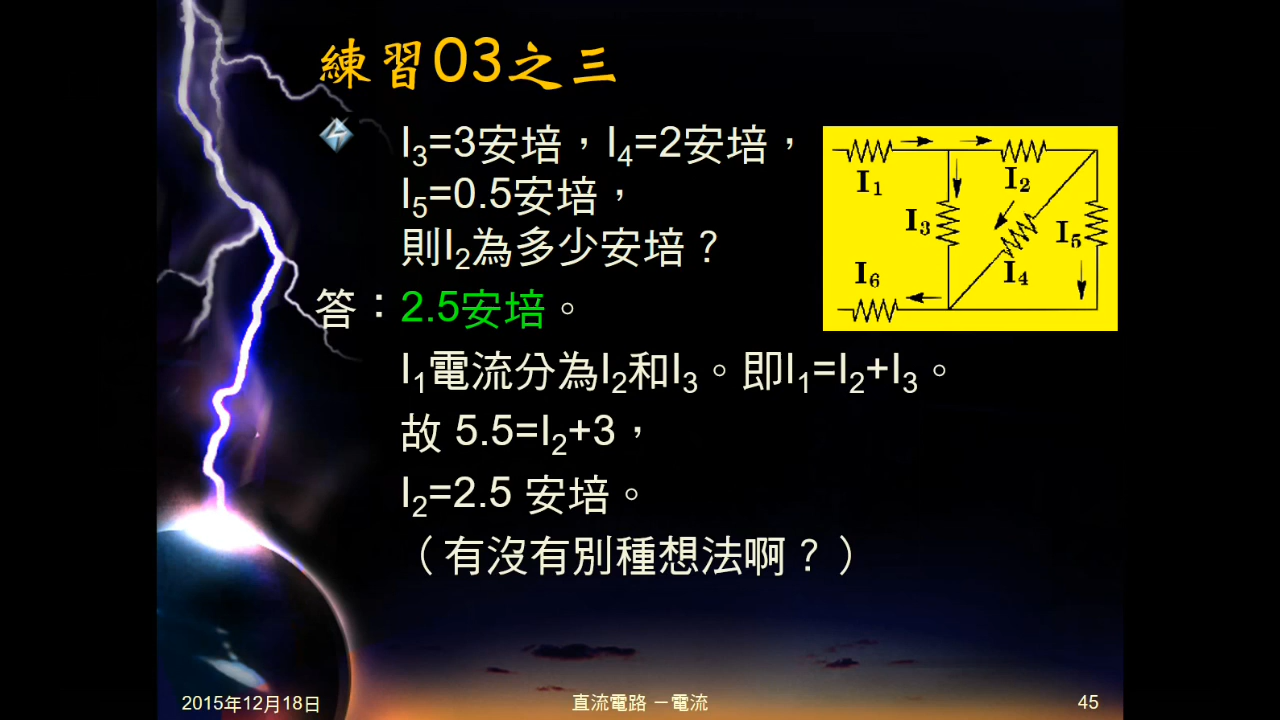 練習03之三
I₃=3安培，I₄=2安培，
I₅=0.5安培，
則I₂為多少安培？
答：2.5安培。
I₁電流分為I₂和I₃。即I₁=I₂+I₃。
故 5.5=I₂+3，
I₂=2.5 安培。
（有沒有別種想法啊？）
I₁
I₂
I₃
I₅
I₆
I₄
2015年12月18日
直流電路 －電流
45